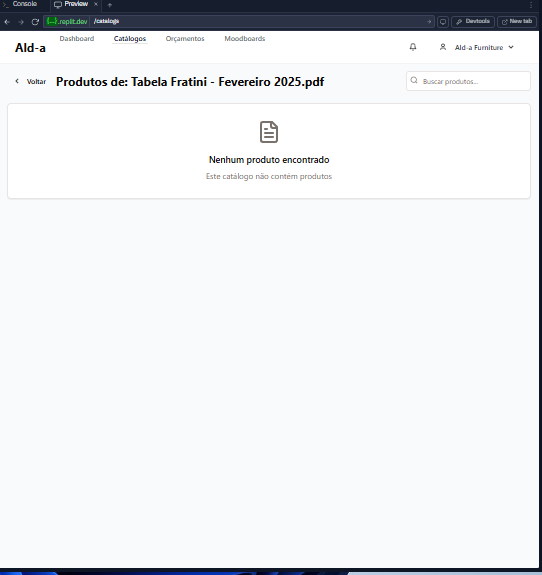 Console
Preview
{...}.replit.dev /catalogs
Devtools
New tab
Ald-a
Dashboard
Catálogos
Orçamentos
Moodboards
Ald-a Furniture
Voltar
Produtos de: Tabela Fratini - Fevereiro 2025.pdf
Buscar produtos...
Nenhum produto encontrado
Este catálogo não contém produtos